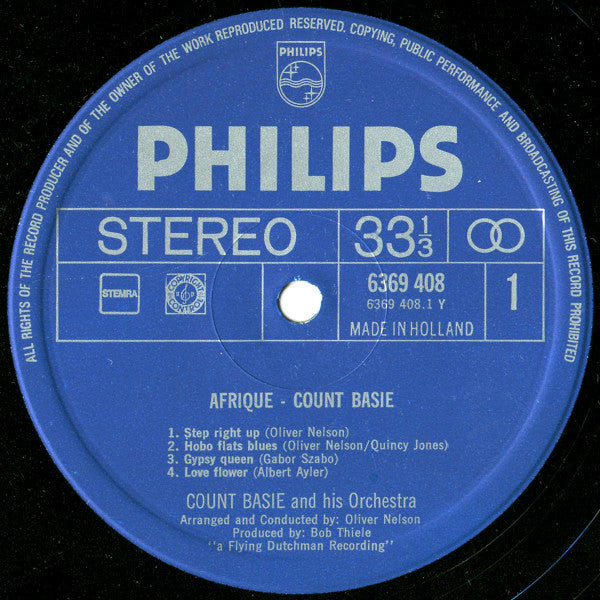 ALL RIGHTS OF THE RECORD PRODUCER AND OF THE OWNER OF THE WORK REPRODUCED RESERVED. COPYING, PUBLIC PERFORMANCE AND BROADCASTING OF THIS RECORD PROHIBITED
PHILIPS
PHILIPS
STEREO 33 1/3
STEMRA COPYRIGHT CONTROL 6369 408 1
6369 408.1 Y
MADE IN HOLLAND
AFRIQUE - COUNT BASIE
1. Step right up (Oliver Nelson)
2. Hobo flats blues (Oliver Nelson/Quincy Jones)
3. Gypsy queen (Gabor Szabo)
4. Love flower (Albert Ayler)
COUNT BASIE and his Orchestra
Arranged and Conducted by: Oliver Nelson
Produced by: Bob Thiele
"a Flying Dutchman Recording"